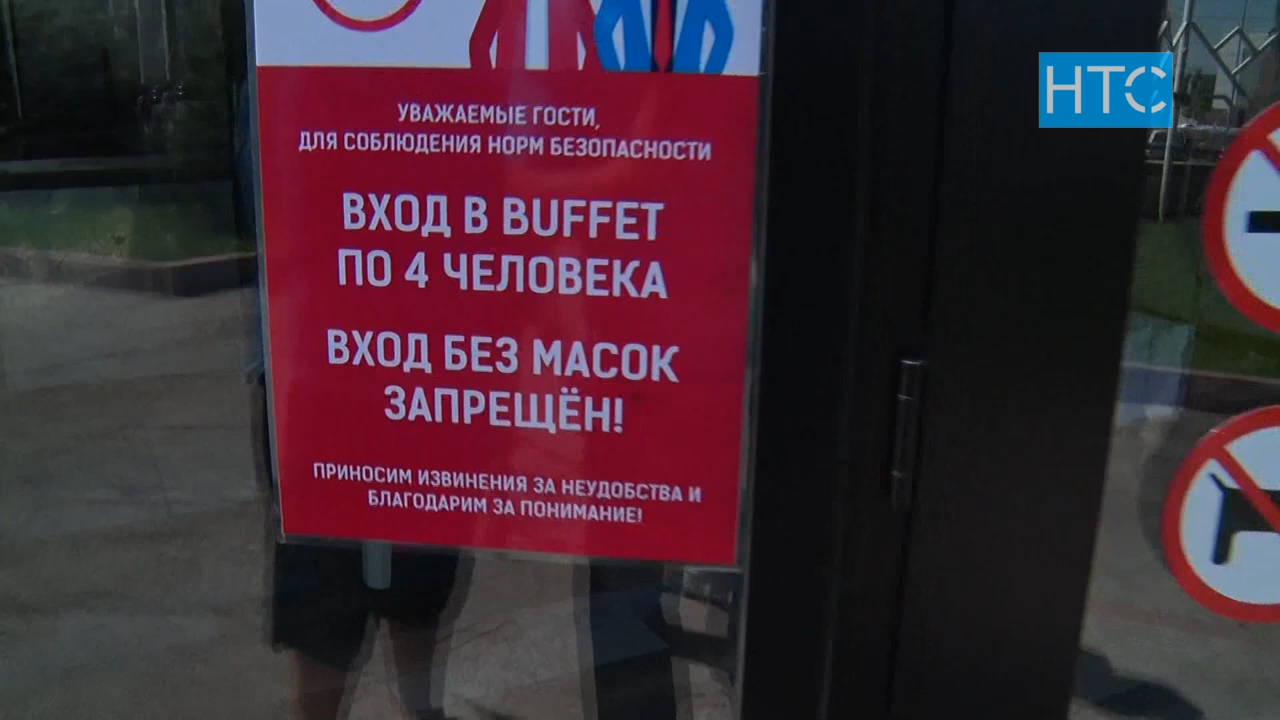 НТС
УВАЖАЕМЫЕ ГОСТИ,
ДЛЯ СОБЛЮДЕНИЯ НОРМ БЕЗОПАСНОСТИ
ВХОД В BUFFET
ПО 4 ЧЕЛОВЕКА
ВХОД БЕЗ МАСОК
ЗАПРЕЩЁН!
ПРИНОСИМ ИЗВИНЕНИЯ ЗА НЕУДОБСТВА И
БЛАГОДАРИМ ЗА ПОНИМАНИЕ!